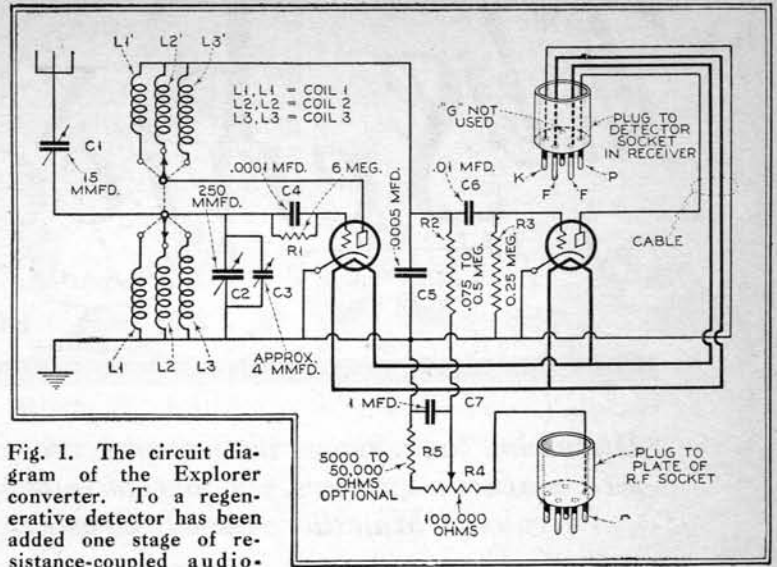 L1' L2' L3'
L1, L1 = COIL 1
L2, L2 = COIL 2
L3, L3 = COIL 3
C1
15
MMFD.
250
MMFD.
.0001 MFD.
C4
6 MEG.
R1
C2
C3
APPROX.
4 MMFD.
L1 L2 L3
.0005 MFD.
C5
.01 MFD.
C6
R2
.075 TO
0.5 MEG.
R3
0.25 MEG.
"G" NOT
USED
PLUG TO
DETECTOR
SOCKET
IN RECEIVER
K F F P
CABLE
1 MFD.
C7
5000 TO
50,000
OHMS
OPTIONAL
R5
R4
100,000
OHMS
PLUG TO
PLATE OF
R.F SOCKET
Fig. 1. The circuit dia-
gram of the Explorer
converter. To a regen-
erative detector has been
added one stage of re-
sistance-coupled audio-